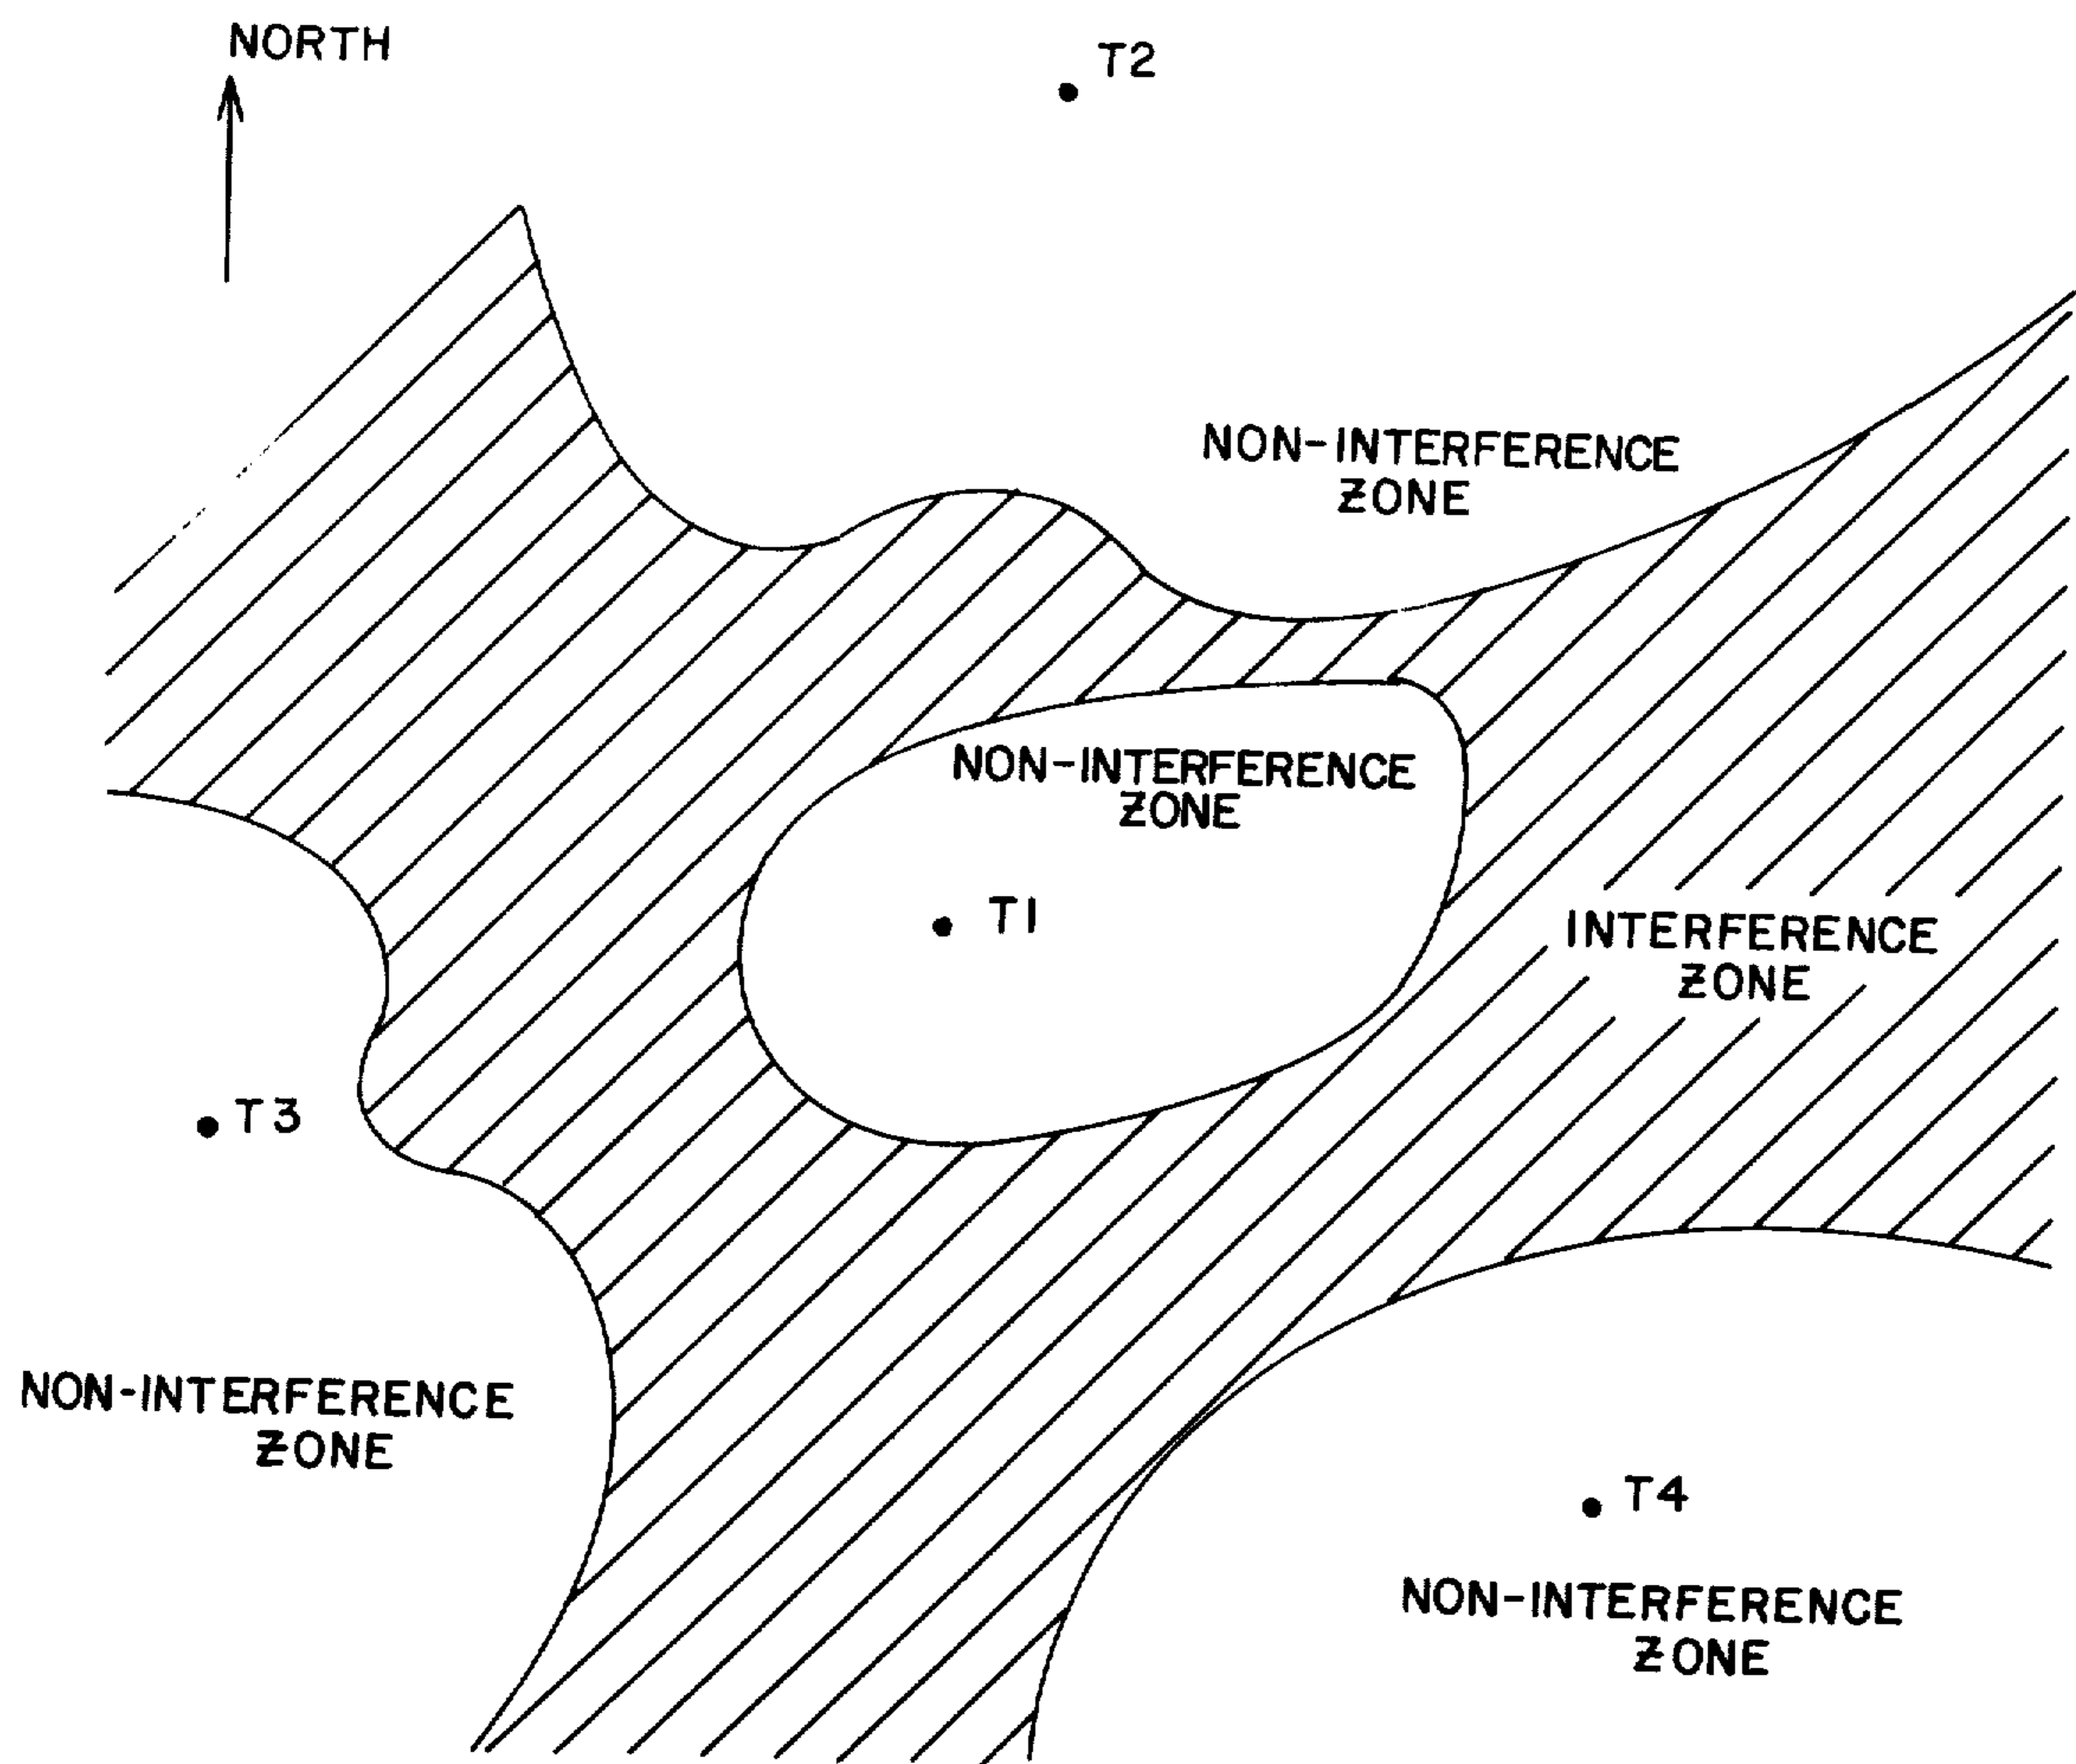 NORTH
T2
NON-INTERFERENCE
ZONE
NON-INTERFERENCE
ZONE
T1
INTERFERENCE
ZONE
T3
NON-INTERFERENCE
ZONE
T4
NON-INTERFERENCE
ZONE